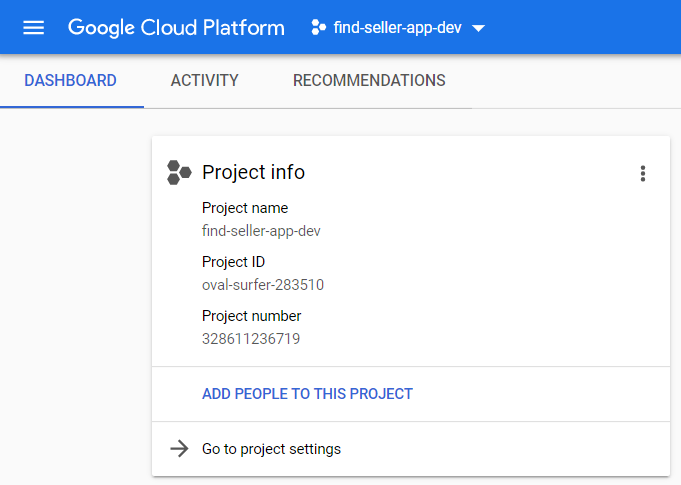 Google Cloud Platform find-seller-app-dev
DASHBOARD ACTIVITY RECOMMENDATIONS
Project info
Project name
find-seller-app-dev
Project ID
oval-surfer-283510
Project number
328611236719
ADD PEOPLE TO THIS PROJECT
Go to project settings